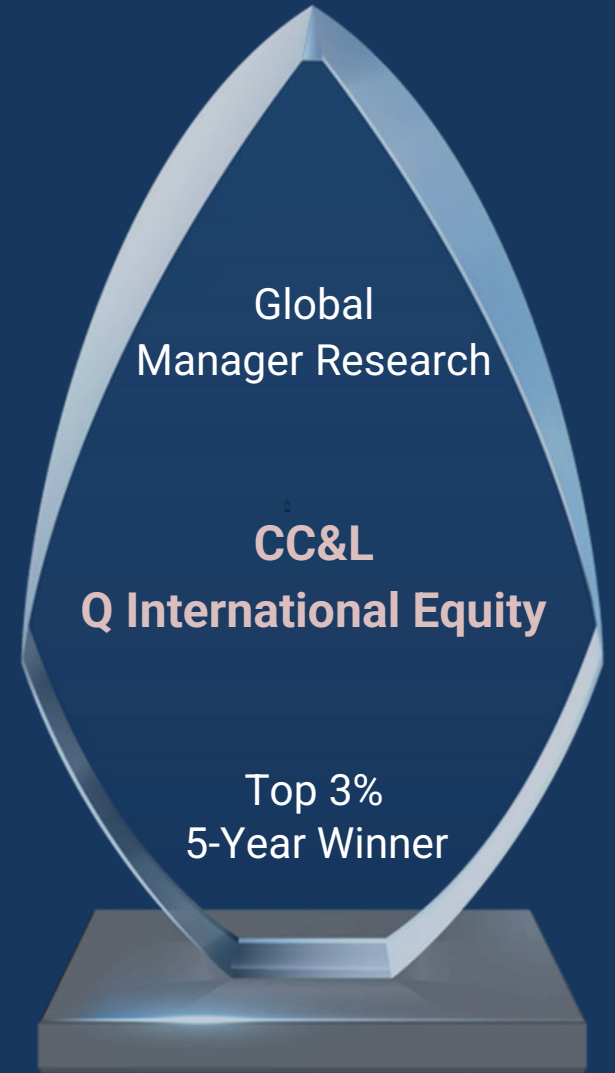 Global
Manager Research
CC&L
Q International Equity
Top 3%
5-Year Winner